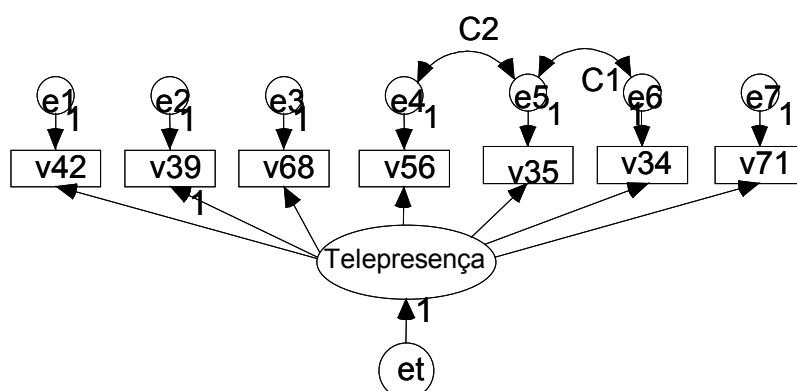 C2
C1
e1 e2 e3 e4 e5 e6 e7
1 1 1 1 1 1 1
v42 v39 v68 v56 v35 v34 v71
1
Telepresença
1
et